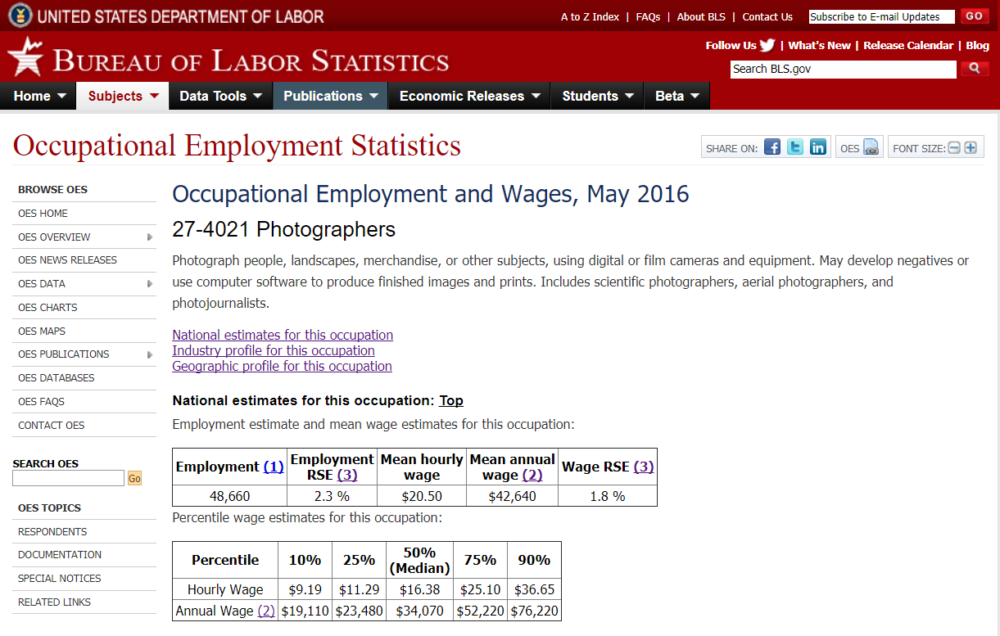 UNITED STATES DEPARTMENT OF LABOR
A to Z Index | FAQs | About BLS | Contact Us Subscribe to E-mail Updates GO
Follow Us | What's New | Release Calendar | Blog
BUREAU OF LABOR STATISTICS
Search BLS.gov
Home Subjects Data Tools Publications Economic Releases Students Beta
Occupational Employment Statistics
SHARE ON: OES FONT SIZE:
BROWSE OES
OES HOME
OES OVERVIEW
OES NEWS RELEASES
OES DATA
OES CHARTS
OES MAPS
OES PUBLICATIONS
OES DATABASES
OES FAQS
CONTACT OES
SEARCH OES
Go
OES TOPICS
RESPONDENTS
DOCUMENTATION
SPECIAL NOTICES
RELATED LINKS
Occupational Employment and Wages, May 2016
27-4021 Photographers
Photograph people, landscapes, merchandise, or other subjects, using digital or film cameras and equipment. May develop negatives or
use computer software to produce finished images and prints. Includes scientific photographers, aerial photographers, and
photojournalists.
National estimates for this occupation
Industry profile for this occupation
Geographic profile for this occupation
National estimates for this occupation: Top
Employment estimate and mean wage estimates for this occupation:
Employment (1) Employment RSE (3) Mean hourly wage Mean annual wage (2) Wage RSE (3)
48,660 2.3 % $20.50 $42,640 1.8 %
Percentile wage estimates for this occupation:
Percentile 10% 25% 50% (Median) 75% 90%
Hourly Wage $9.19 $11.29 $16.38 $25.10 $36.65
Annual Wage (2) $19,110 $23,480 $34,070 $52,220 $76,220